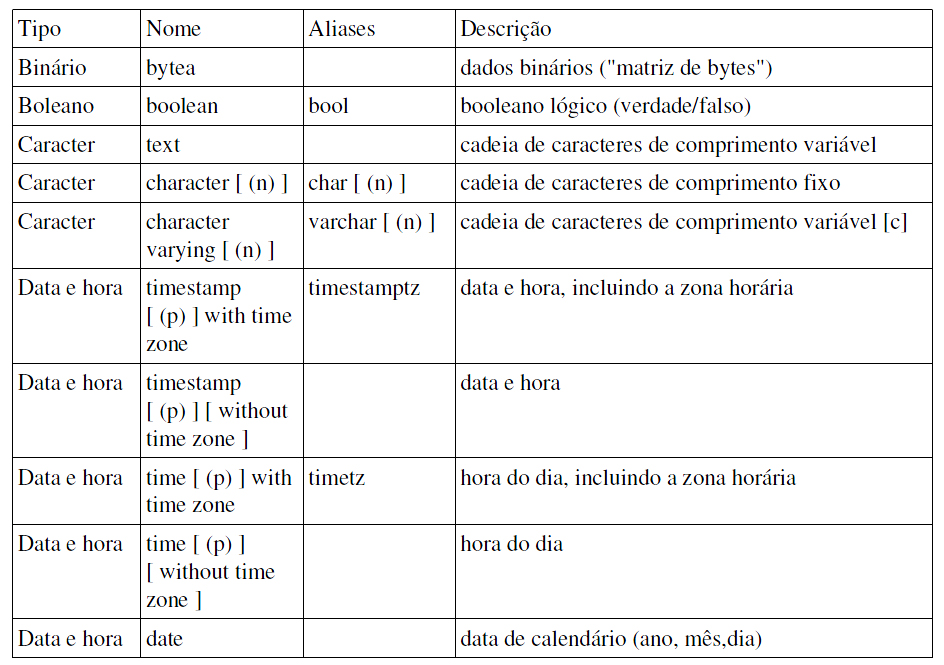 Tipo Nome Aliases Descrição
Binário bytea dados binários ("matriz de bytes")
Boleano boolean bool booleano lógico (verdade/falso)
Caracter text cadeia de caracteres de comprimento variável
Caracter character [ (n) ] char [ (n) ] cadeia de caracteres de comprimento fixo
Caracter character varchar [ (n) ] cadeia de caracteres de comprimento variável [c]
varying [ (n) ]
Data e hora timestamp timestamptz data e hora, incluindo a zona horária
[ (p) ] with time
zone
Data e hora timestamp data e hora
[ (p) ] [ without
time zone ]
Data e hora time [ (p) ] with timetz hora do dia, incluindo a zona horária
time zone
Data e hora time [ (p) ] hora do dia
[ without time
zone ]
Data e hora date data de calendário (ano, mês,dia)